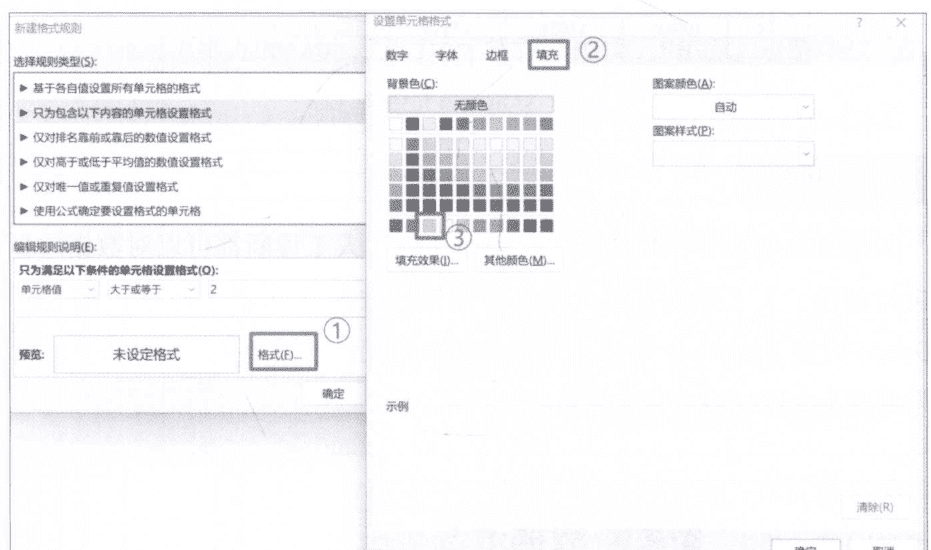 新建格式规则
选择规则类型(S):
▶ 基于各自值设置所有单元格的格式
▶ 只为包含以下内容的单元格设置格式
▶ 仅对排名靠前或靠后的数值设置格式
▶ 仅对高于或低于平均值的数值设置格式
▶ 仅对唯一值或重复值设置格式
▶ 使用公式确定要设置格式的单元格
编辑规则说明(E):
只为满足以下条件的单元格设置格式(O):
单元格值 大于或等于 2
①
预览: 未设定格式 格式(F)...
确定
设置单元格格式 ? ×
数字 字体 边框 填充 ②
背景色(C):
无颜色
③
填充效果(I)... 其他颜色(M)...
图案颜色(A):
自动
图案样式(P):
示例
清除(R)
确定 取消